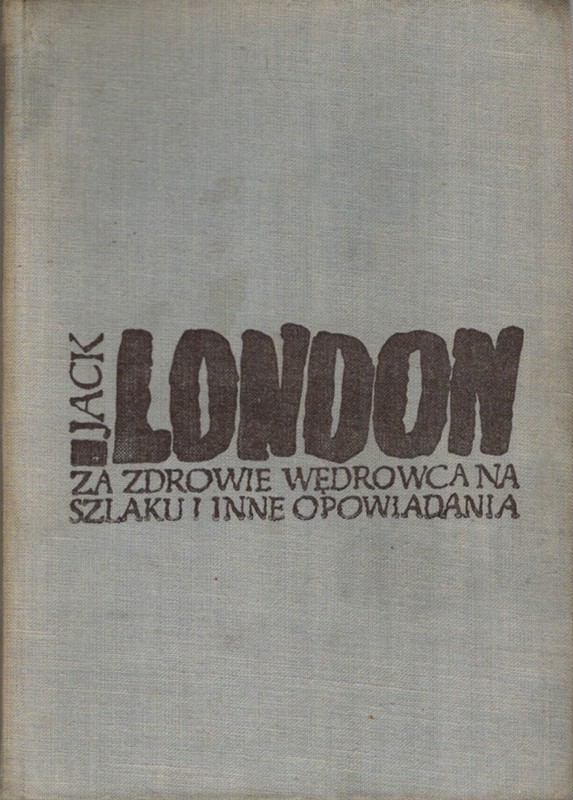 JACK
LONDON
ZA ZDROWIE WĘDROWCA NA
SZLAKU I INNE OPOWIADANIA